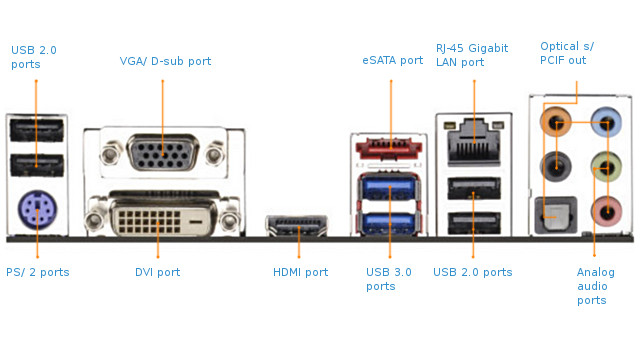 USB 2.0
ports
VGA/ D-sub port
eSATA port
RJ-45 Gigabit
LAN port
Optical s/
PCIF out
PS/ 2 ports
DVI port
HDMI port
USB 3.0
ports
USB 2.0 ports
Analog
audio
ports